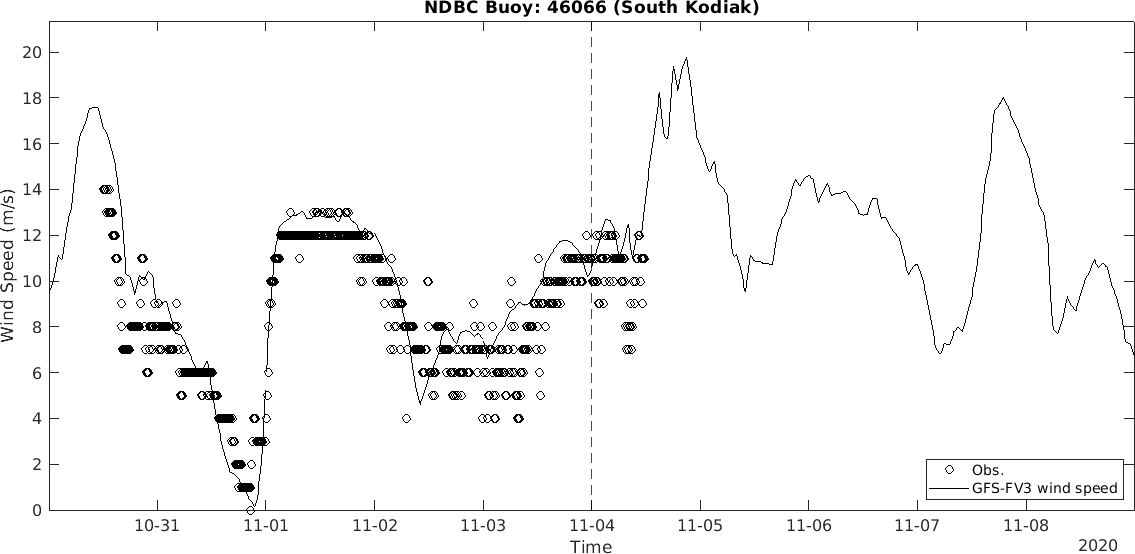 NDBC Buoy: 46066 (South Kodiak)
Wind Speed (m/s)
20
18
16
14
12
10
8
6
4
2
0
Obs.
GFS-FV3 wind speed
10-31 11-01 11-02 11-03 11-04 11-05 11-06 11-07 11-08
Time
2020